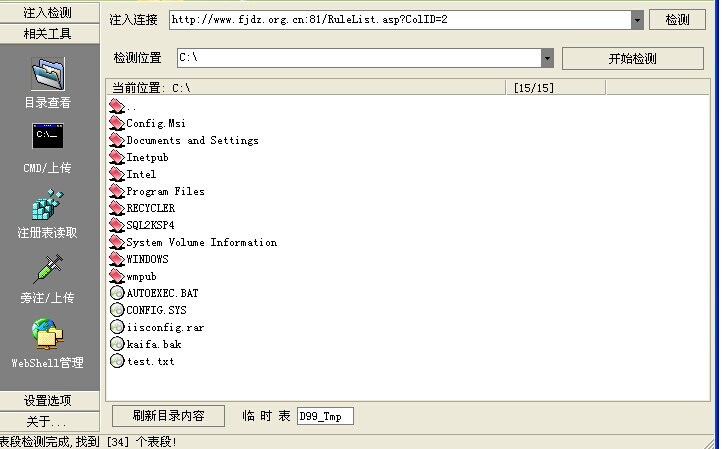 注入检测
相关工具
目录查看
CMD/上传
注册表读取
旁注/上传
WebShell管理
设置选项
关于...
注入连接 http://www.fjdz.org.cn:81/RuleList.asp?ColID=2 检测
检测位置 C:\ 开始检测
当前位置: C:\ [15/15]
..
Config.Msi
Documents and Settings
Inetpub
Intel
Program Files
RECYCLER
SQL2KSP4
System Volume Information
WINDOWS
wmpub
AUTOEXEC.BAT
CONFIG.SYS
iisconfig.rar
kaifa.bak
test.txt
刷新目录内容 临 时 表 D99_Tmp
表段检测完成,找到 [34] 个表段!